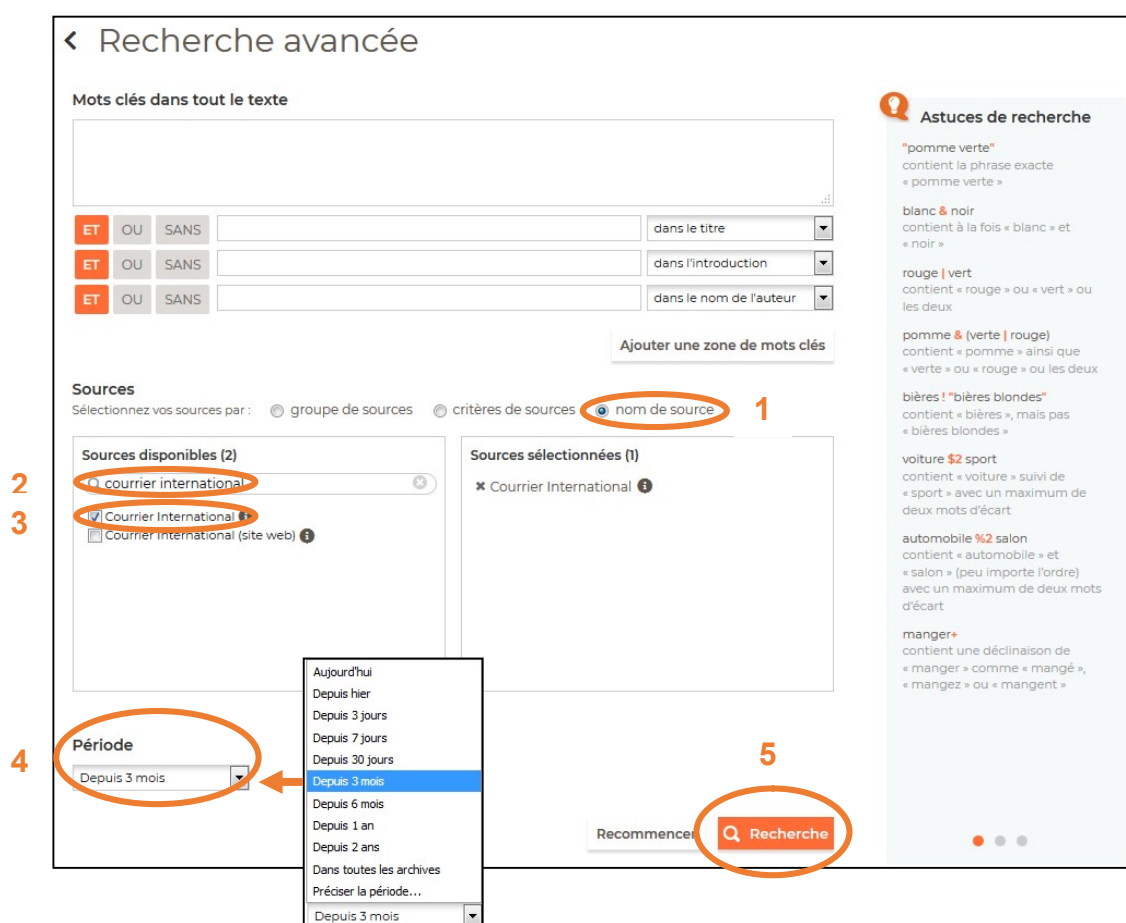 ‹ Recherche avancée
Mots clés dans tout le texte
ET OU SANS dans le titre
ET OU SANS dans l'introduction
ET OU SANS dans le nom de l'auteur
Ajouter une zone de mots clés
Sources
Sélectionnez vos sources par : groupe de sources critères de sources nom de source 1
Sources disponibles (2)
2 courrier international
3 Courrier International
Courrier International (site web)
Sources sélectionnées (1)
✖ Courrier International
Aujourd'hui
Depuis hier
Depuis 3 jours
Depuis 7 jours
Depuis 30 jours
Depuis 3 mois
Depuis 6 mois
Depuis 1 an
Depuis 2 ans
Dans toutes les archives
Préciser la période...
Depuis 3 mois
4 Période
Depuis 3 mois
5
Recommencer Recherche
Astuces de recherche
"pomme verte"
contient la phrase exacte
« pomme verte »
blanc & noir
contient à la fois « blanc » et
« noir »
rouge | vert
contient « rouge » ou « vert » ou
les deux
pomme & (verte | rouge)
contient « pomme » ainsi que
« verte » ou « rouge » ou les deux
bières ! "bières blondes"
contient « bières », mais pas
« bières blondes »
voiture $2 sport
contient « voiture » suivi de
« sport » avec un maximum de
deux mots d'écart
automobile %2 salon
contient « automobile » et
« salon » (peu importe l'ordre)
avec un maximum de deux mots
d'écart
manger+
contient une déclinaison de
« manger » comme « mangé »,
« mangez » ou « mangent »